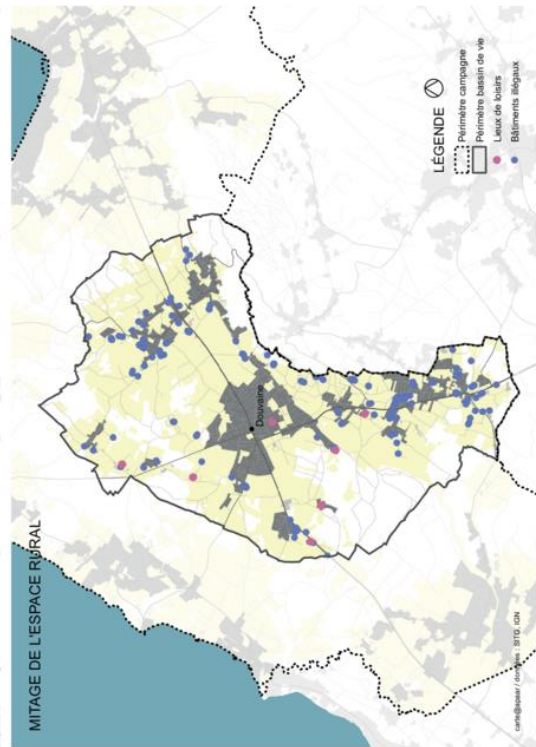 MITAGE DE L'ESPACE RURAL
Douvaine
LÉGENDE
Périmètre campagne
Périmètre bassin de vie
Lieux de loisirs
Bâtiments illégaux
carte@apaar / données : SITG, IGN